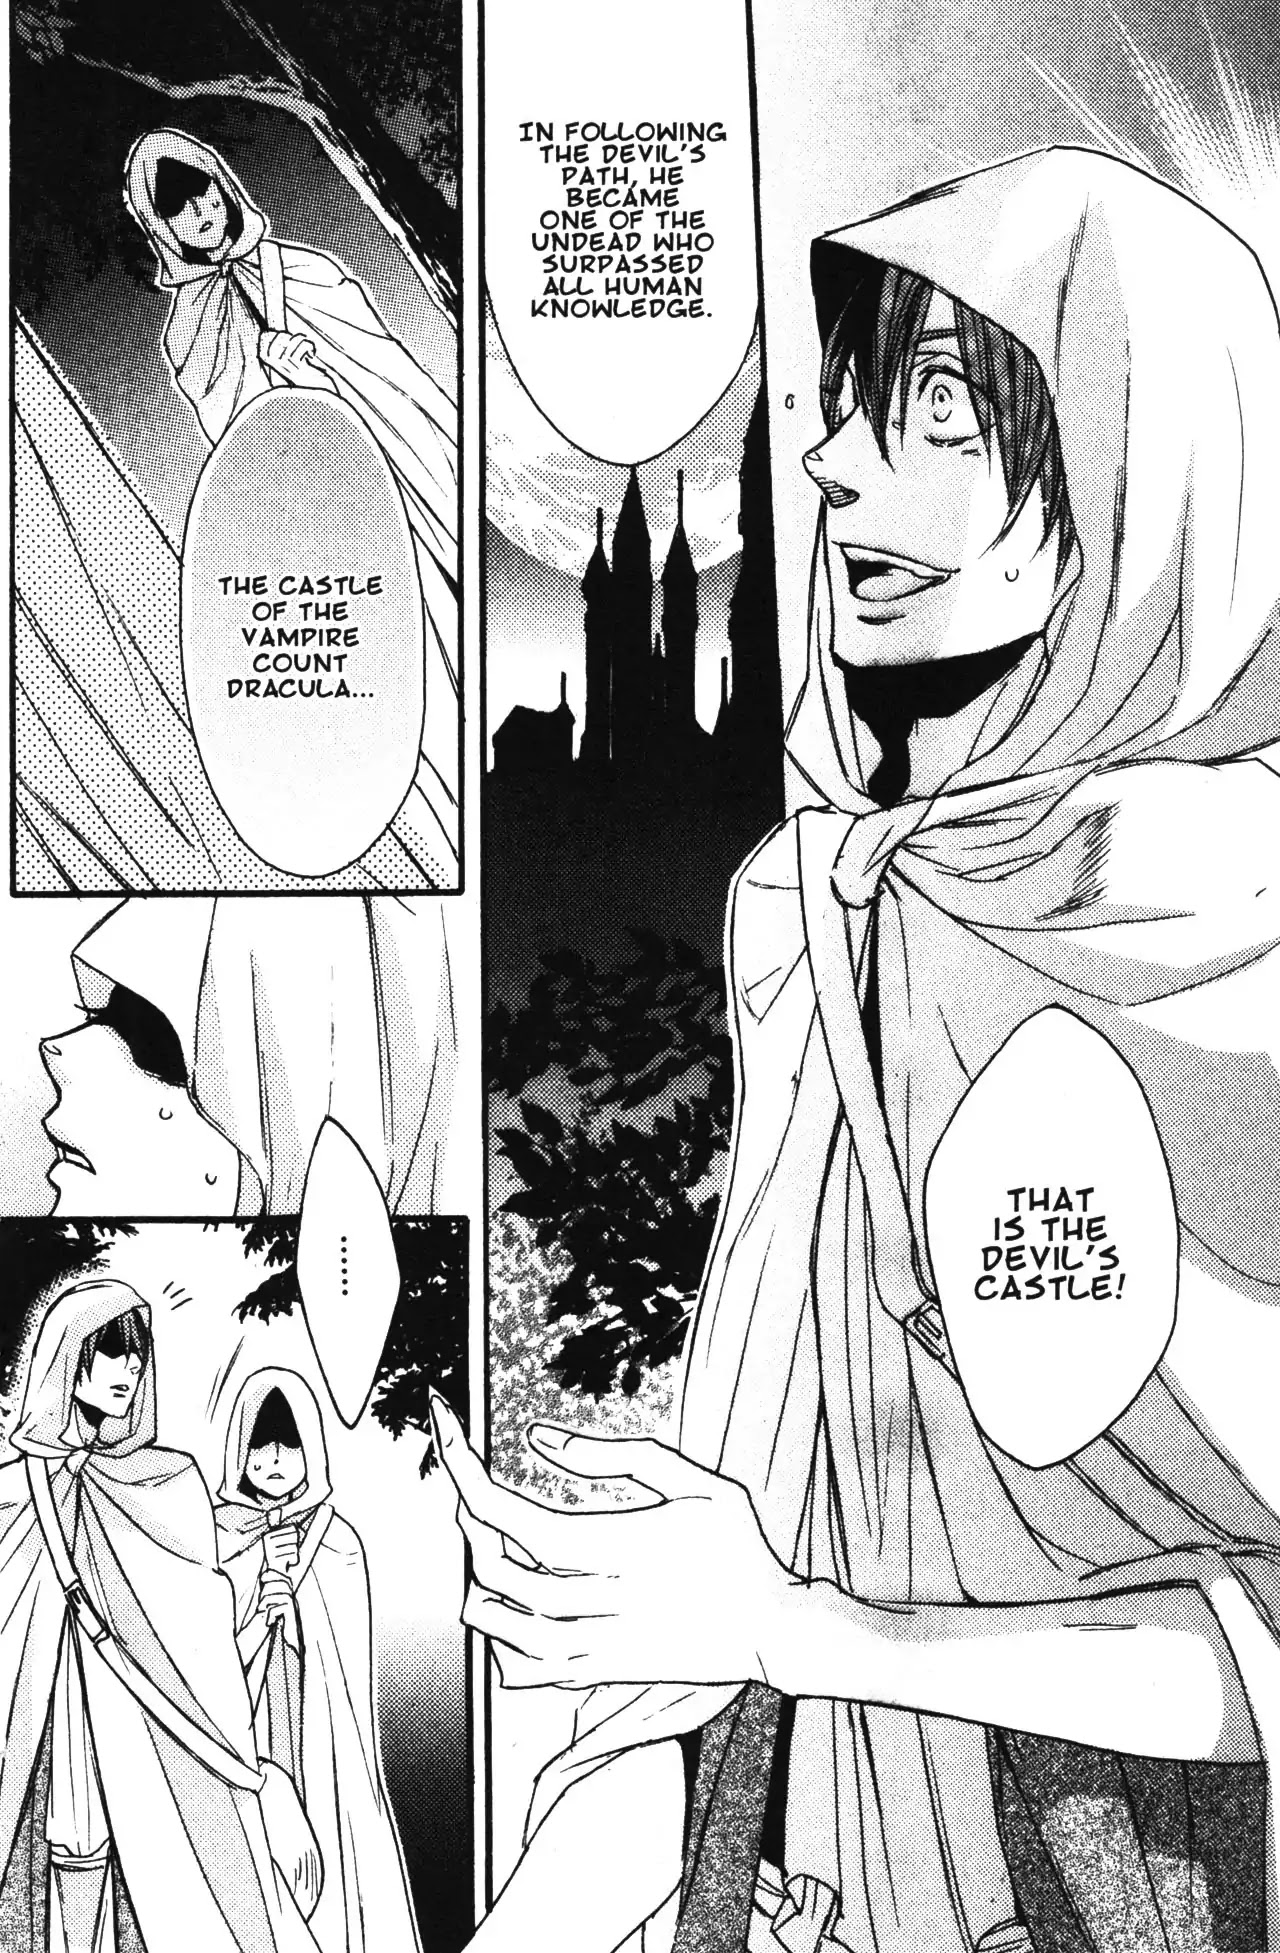 IN FOLLOWING
THE DEVIL'S
PATH, HE
BECAME
ONE OF THE
UNDEAD WHO
SURPASSED
ALL HUMAN
KNOWLEDGE.
THAT
IS THE
DEVIL'S
CASTLE!
THE CASTLE
OF THE
VAMPIRE
COUNT
DRACULA...
......